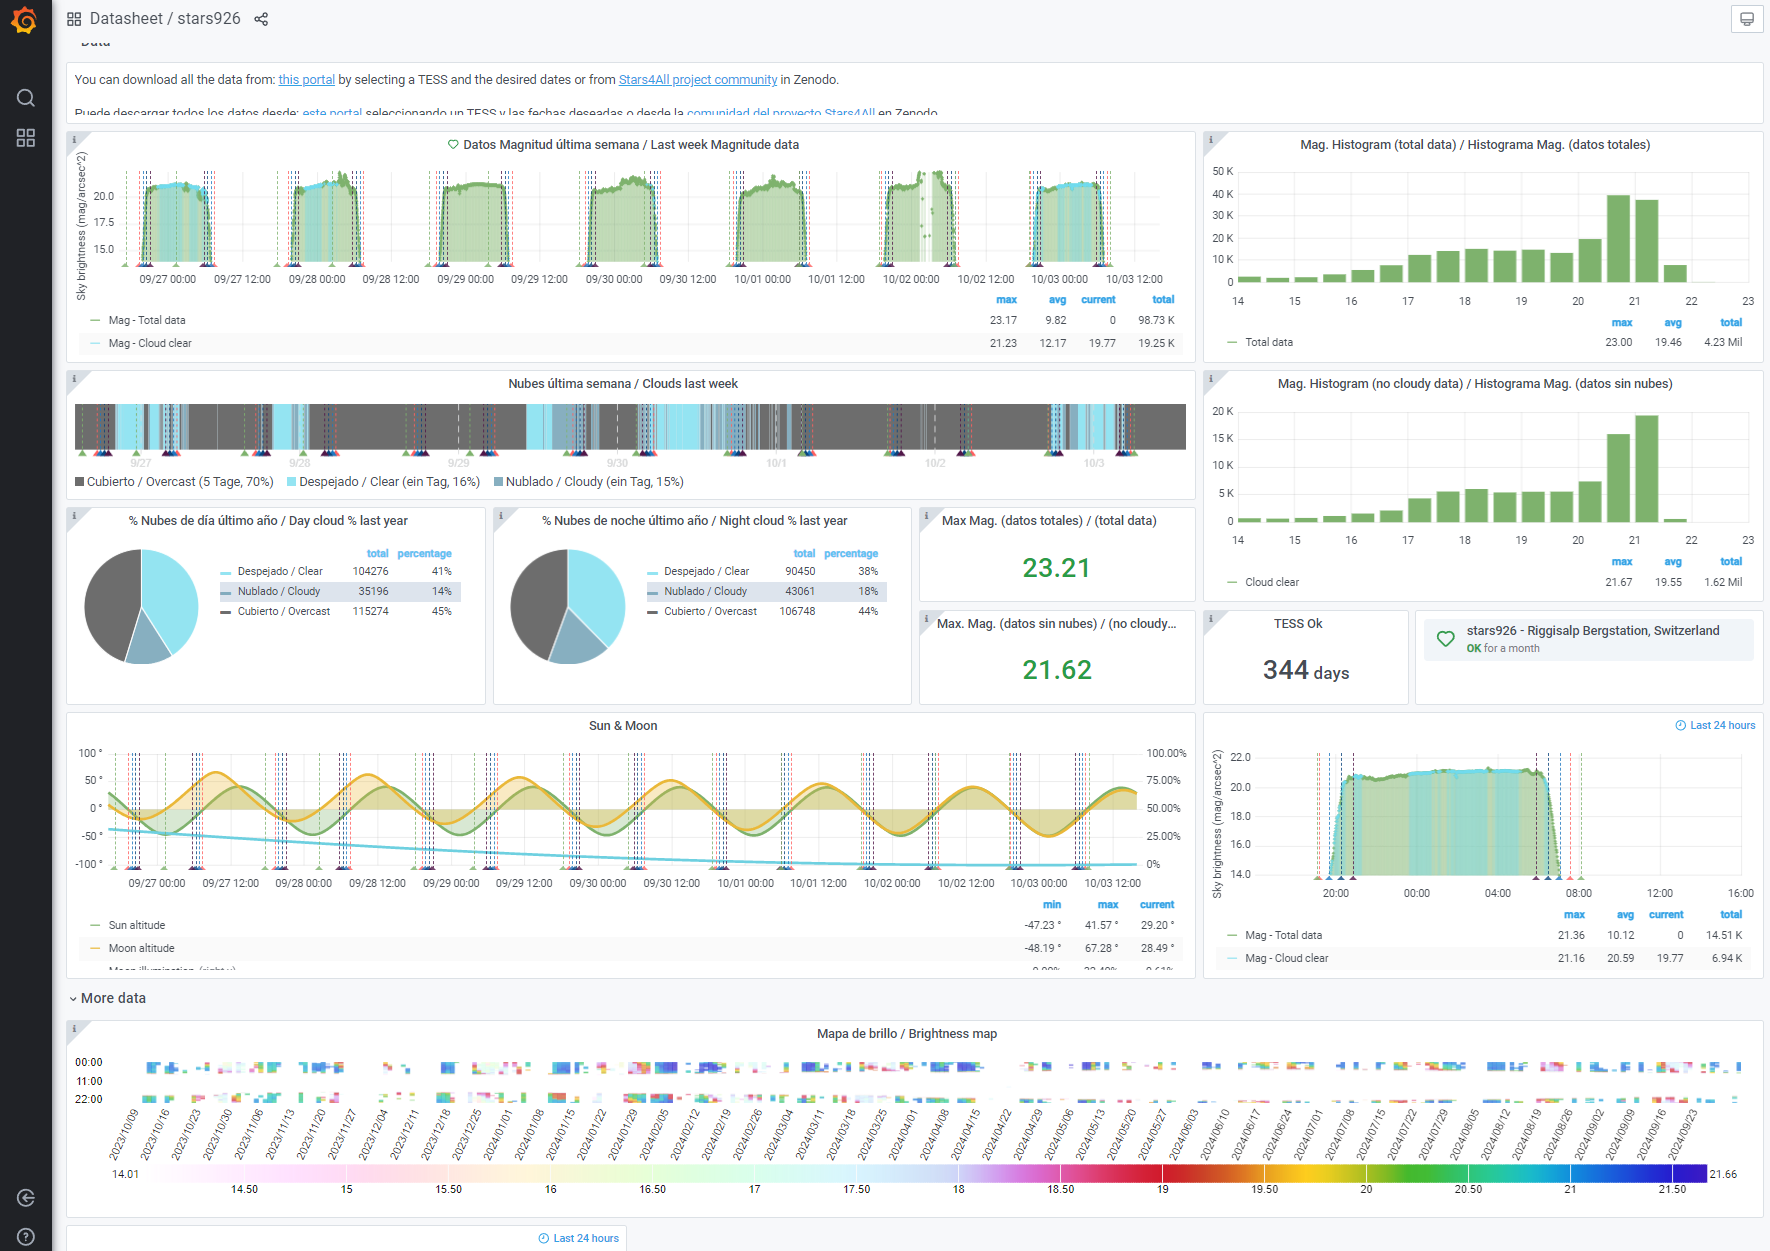 Datasheet / stars926
Data
You can download all the data from: this portal by selecting a TESS and the desired dates or from Stars4All project community in Zenodo.
Puede descargar todos los datos desde: este portal seleccionando un TESS y las fechas deseadas o desde la comunidad del proyecto Stars4All en Zenodo
Datos Magnitud última semana / Last week Magnitude data
Sky brightness (mag/arcsec^2)
20.0
17.5
15.0
09/27 00:00 09/27 12:00 09/28 00:00 09/28 12:00 09/29 00:00 09/29 12:00 09/30 00:00 09/30 12:00 10/01 00:00 10/01 12:00 10/02 00:00 10/02 12:00 10/03 00:00 10/03 12:00
max avg current total
Mag - Total data 23.17 9.82 0 98.73 K
Mag - Cloud clear 21.23 12.17 19.77 19.25 K
Mag. Histogram (total data) / Histograma Mag. (datos totales)
50 K
40 K
30 K
20 K
10 K
0
14 15 16 17 18 19 20 21 22 23
max avg total
Total data 23.00 19.46 4.23 Mil
Nubes última semana / Clouds last week
9/27 9/28 9/29 9/30 10/1 10/2 10/3
Cubierto / Overcast (5 Tage, 70%) Despejado / Clear (ein Tag, 16%) Nublado / Cloudy (ein Tag, 15%)
Mag. Histogram (no cloudy data) / Histograma Mag. (datos sin nubes)
20 K
15 K
10 K
5 K
0
14 15 16 17 18 19 20 21 22 23
max avg total
Cloud clear 21.67 19.55 1.62 Mil
% Nubes de día último año / Day cloud % last year
total percentage
Despejado / Clear 104276 41%
Nublado / Cloudy 35196 14%
Cubierto / Overcast 115274 45%
% Nubes de noche último año / Night cloud % last year
total percentage
Despejado / Clear 90450 38%
Nublado / Cloudy 43061 18%
Cubierto / Overcast 106748 44%
Max Mag. (datos totales) / (total data)
23.21
Max. Mag. (datos sin nubes) / (no cloudy...
21.62
TESS Ok
344 days
stars926 - Riggisalp Bergstation, Switzerland
OK for a month
Sun & Moon
100 °
50 °
0 °
-50 °
-100 °
100.00%
75.00%
50.00%
25.00%
0%
09/27 00:00 09/27 12:00 09/28 00:00 09/28 12:00 09/29 00:00 09/29 12:00 09/30 00:00 09/30 12:00 10/01 00:00 10/01 12:00 10/02 00:00 10/02 12:00 10/03 00:00 10/03 12:00
min max current
Sun altitude -47.23 ° 41.57 ° 29.20 °
Moon altitude -48.19 ° 67.28 ° 28.49 °
Moon illumination (right y)
Last 24 hours
Sky brightness (mag/arcsec^2)
22.0
20.0
18.0
16.0
14.0
20:00 00:00 04:00 08:00 12:00 16:00
max avg current total
Mag - Total data 21.36 10.12 0 14.51 K
Mag - Cloud clear 21.16 20.59 19.77 6.94 K
More data
Mapa de brillo / Brightness map
00:00
11:00
22:00
2023/10/09 2023/10/16 2023/10/23 2023/10/30 2023/11/06 2023/11/13 2023/11/20 2023/11/27 2023/12/04 2023/12/11 2023/12/18 2023/12/25 2024/01/01 2024/01/08 2024/01/15 2024/01/22 2024/01/29 2024/02/05 2024/02/12 2024/02/19 2024/02/26 2024/03/04 2024/03/11 2024/03/18 2024/03/25 2024/04/01 2024/04/08 2024/04/15 2024/04/22 2024/04/29 2024/05/06 2024/05/13 2024/05/20 2024/05/27 2024/06/03 2024/06/10 2024/06/17 2024/06/24 2024/07/01 2024/07/08 2024/07/15 2024/07/22 2024/07/29 2024/08/05 2024/08/12 2024/08/19 2024/08/26 2024/09/02 2024/09/09 2024/09/16 2024/09/23
14.01 21.66
14.50 15 15.50 16 16.50 17 17.50 18 18.50 19 19.50 20 20.50 21 21.50
Last 24 hours